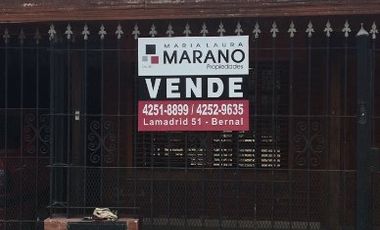 MARIA LAURA
MARANO
Propiedades
VENDE
4251-8899 / 4252-9635
Lamadrid 51 - Bernal